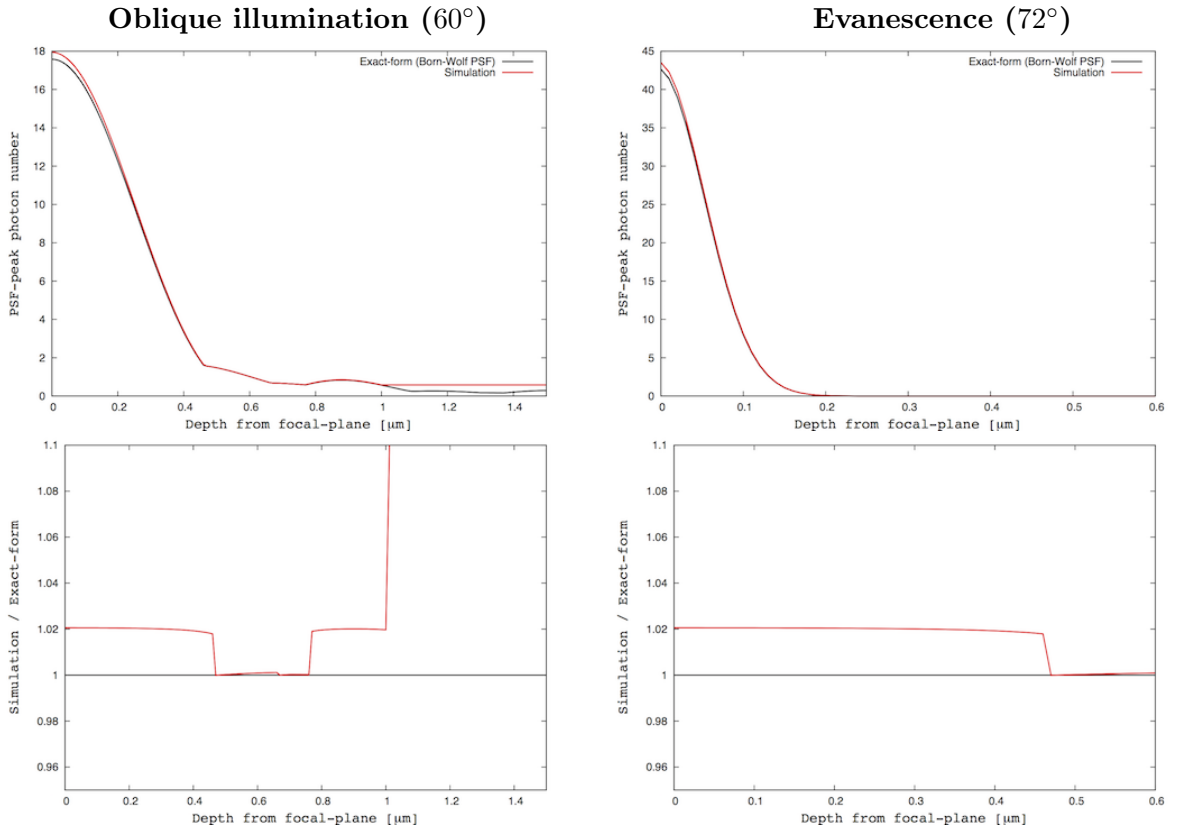 Oblique illumination (60°)
Evanescence (72°)
18
16
14
12
10
8
6
4
2
0
PSF-peak photon number
Exact-form (Born-Wolf PSF)
Simulation
0 0.2 0.4 0.6 0.8 1 1.2 1.4
Depth from focal-plane [μm]
45
40
35
30
25
20
15
10
5
0
PSF-peak photon number
Exact-form (Born-Wolf PSF)
Simulation
0 0.1 0.2 0.3 0.4 0.5 0.6
Depth from focal-plane [μm]
1.1
1.08
1.06
1.04
1.02
1
0.98
0.96
Simulation / Exact-form
0 0.2 0.4 0.6 0.8 1 1.2 1.4
Depth from focal-plane [μm]
1.1
1.08
1.06
1.04
1.02
1
0.98
0.96
Simulation / Exact-form
0 0.1 0.2 0.3 0.4 0.5 0.6
Depth from focal-plane [μm]